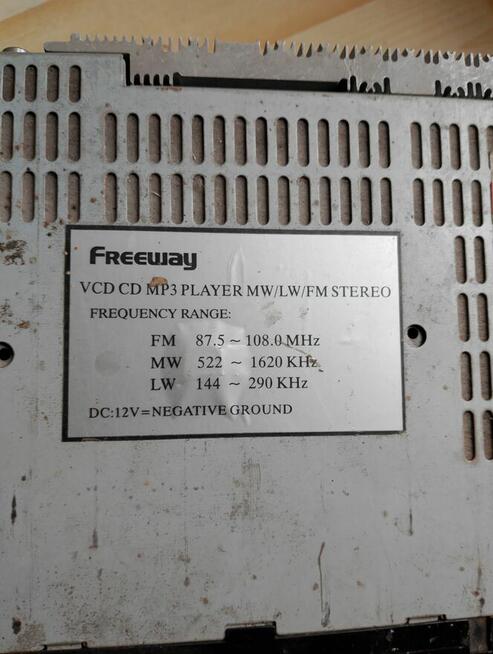 Freeway
VCD CD MP3 PLAYER MW/LW/FM STEREO
FREQUENCY RANGE:
FM 87.5 ~ 108.0 MHz
MW 522 ~ 1620 KHz
LW 144 ~ 290 KHz
DC:12V=NEGATIVE GROUND